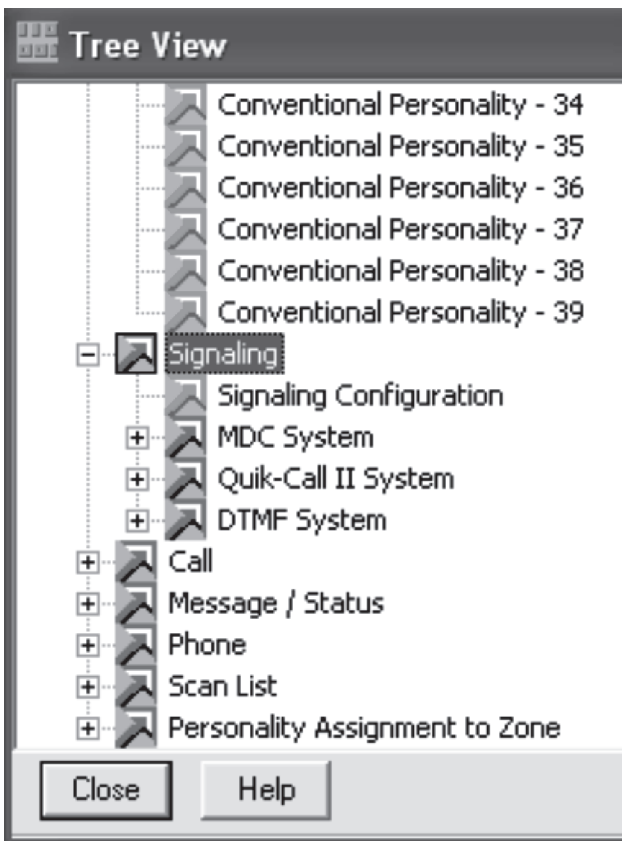 Tree View
Conventional Personality - 34
Conventional Personality - 35
Conventional Personality - 36
Conventional Personality - 37
Conventional Personality - 38
Conventional Personality - 39
Signaling
Signaling Configuration
MDC System
Quik-Call II System
DTMF System
Call
Message / Status
Phone
Scan List
Personality Assignment to Zone
Close Help